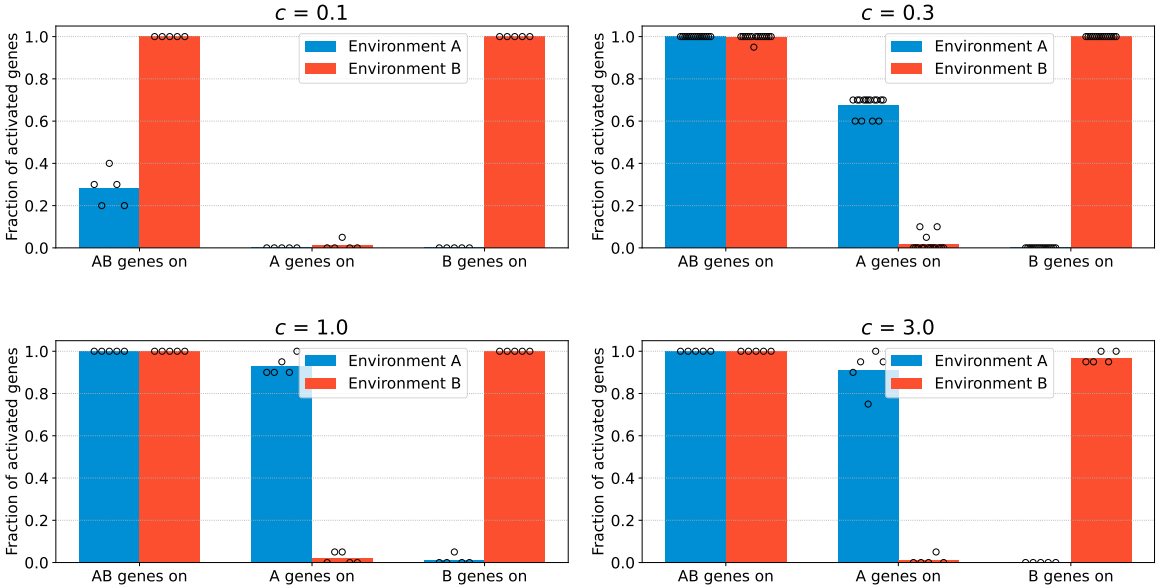 c = 0.1
Fraction of activated genes
1.0
0.8
0.6
0.4
0.2
0.0
Environment A
Environment B
AB genes on
A genes on
B genes on
c = 0.3
Fraction of activated genes
1.0
0.8
0.6
0.4
0.2
0.0
Environment A
Environment B
AB genes on
A genes on
B genes on
c = 1.0
Fraction of activated genes
1.0
0.8
0.6
0.4
0.2
0.0
Environment A
Environment B
AB genes on
A genes on
B genes on
c = 3.0
Fraction of activated genes
1.0
0.8
0.6
0.4
0.2
0.0
Environment A
Environment B
AB genes on
A genes on
B genes on